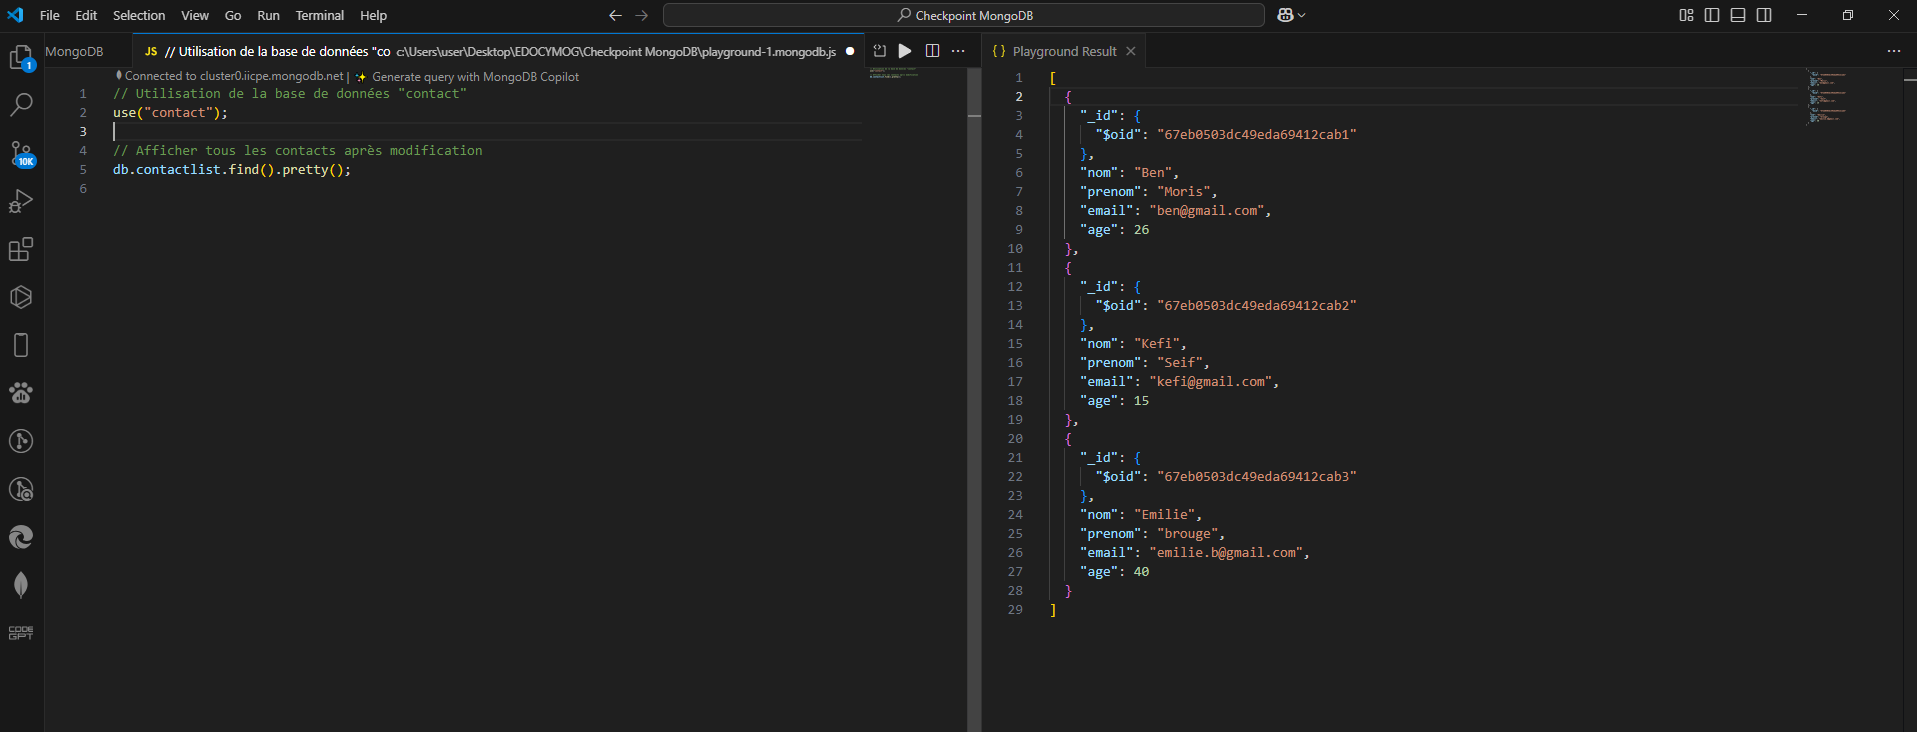 File Edit Selection View Go Run Terminal Help
Checkpoint MongoDB
MongoDB
JS // Utilisation de la base de données "co c:\Users\user\Desktop\EDOCYMOG\Checkpoint MongoDB\playground-1.mongodb.js
Connected to cluster0.iicpe.mongodb.net | ✨ Generate query with MongoDB Copilot
1 // Utilisation de la base de données "contact"
2 use("contact");
3
4 // Afficher tous les contacts après modification
5 db.contactlist.find().pretty();
6
1
10K
CODE
GPT
{ } Playground Result
1 [
2 {
3 "_id": {
4 "$oid": "67eb0503dc49eda69412cab1"
5 },
6 "nom": "Ben",
7 "prenom": "Moris",
8 "email": "ben@gmail.com",
9 "age": 26
10 },
11 {
12 "_id": {
13 "$oid": "67eb0503dc49eda69412cab2"
14 },
15 "nom": "Kefi",
16 "prenom": "Seif",
17 "email": "kefi@gmail.com",
18 "age": 15
19 },
20 {
21 "_id": {
22 "$oid": "67eb0503dc49eda69412cab3"
23 },
24 "nom": "Emilie",
25 "prenom": "brouge",
26 "email": "emilie.b@gmail.com",
27 "age": 40
28 }
29 ]